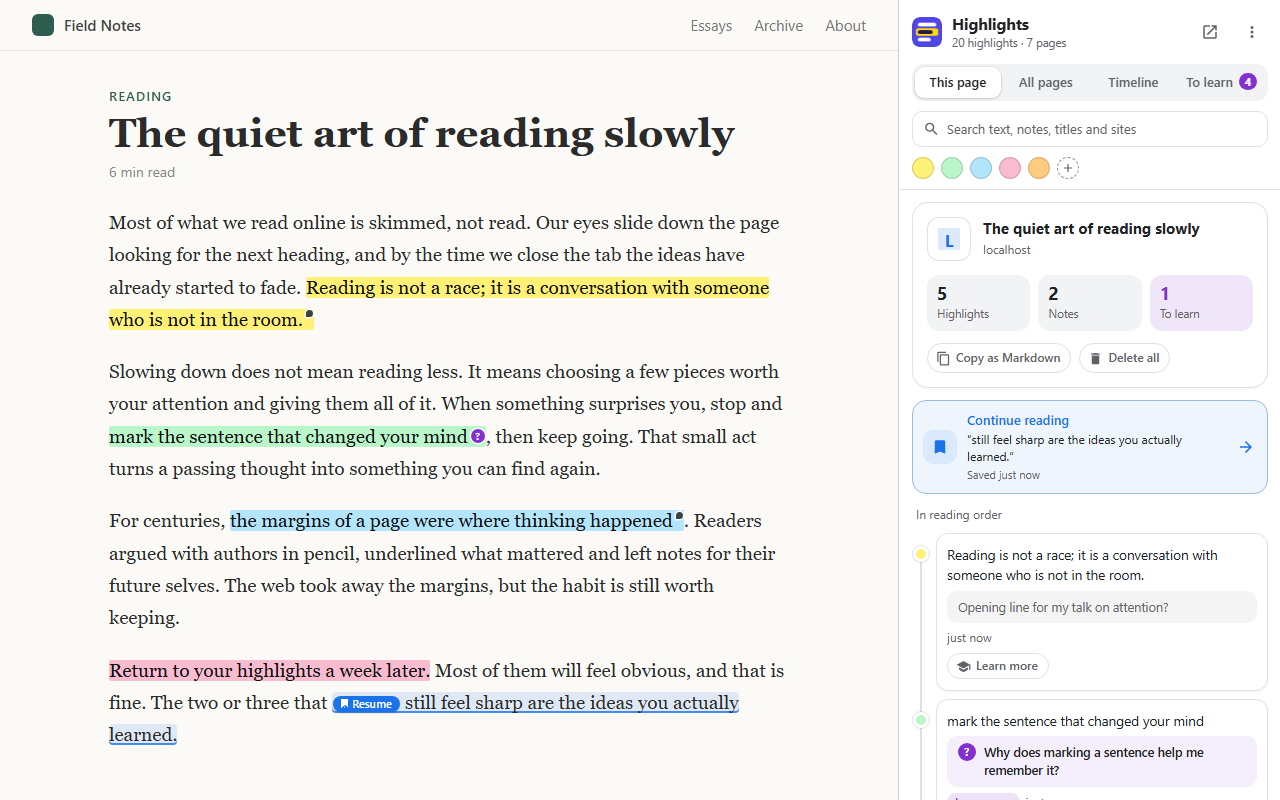 Field Notes
Essays
Archive
About
READING
The quiet art of reading slowly
6 min read
Most of what we read online is skimmed, not read. Our eyes slide down the page
looking for the next heading, and by the time we close the tab the ideas have
already started to fade. Reading is not a race; it is a conversation with someone
who is not in the room.
Slowing down does not mean reading less. It means choosing a few pieces worth
your attention and giving them all of it. When something surprises you, stop and
mark the sentence that changed your mind ?, then keep going. That small act
turns a passing thought into something you can find again.
For centuries, the margins of a page were where thinking happened. Readers
argued with authors in pencil, underlined what mattered and left notes for their
future selves. The web took away the margins, but the habit is still worth
keeping.
Return to your highlights a week later. Most of them will feel obvious, and that is
fine. The two or three that Resume still feel sharp are the ideas you actually
learned.
Highlights
20 highlights · 7 pages
This page
All pages
Timeline
To learn 4
Search text, notes, titles and sites
+
L
The quiet art of reading slowly
localhost
5
Highlights
2
Notes
1
To learn
Copy as Markdown
Delete all
Continue reading
"still feel sharp are the ideas you actually
learned."
Saved just now
In reading order
Reading is not a race; it is a conversation with
someone who is not in the room.
Opening line for my talk on attention?
just now
Learn more
mark the sentence that changed your mind
? Why does marking a sentence help me
remember it?